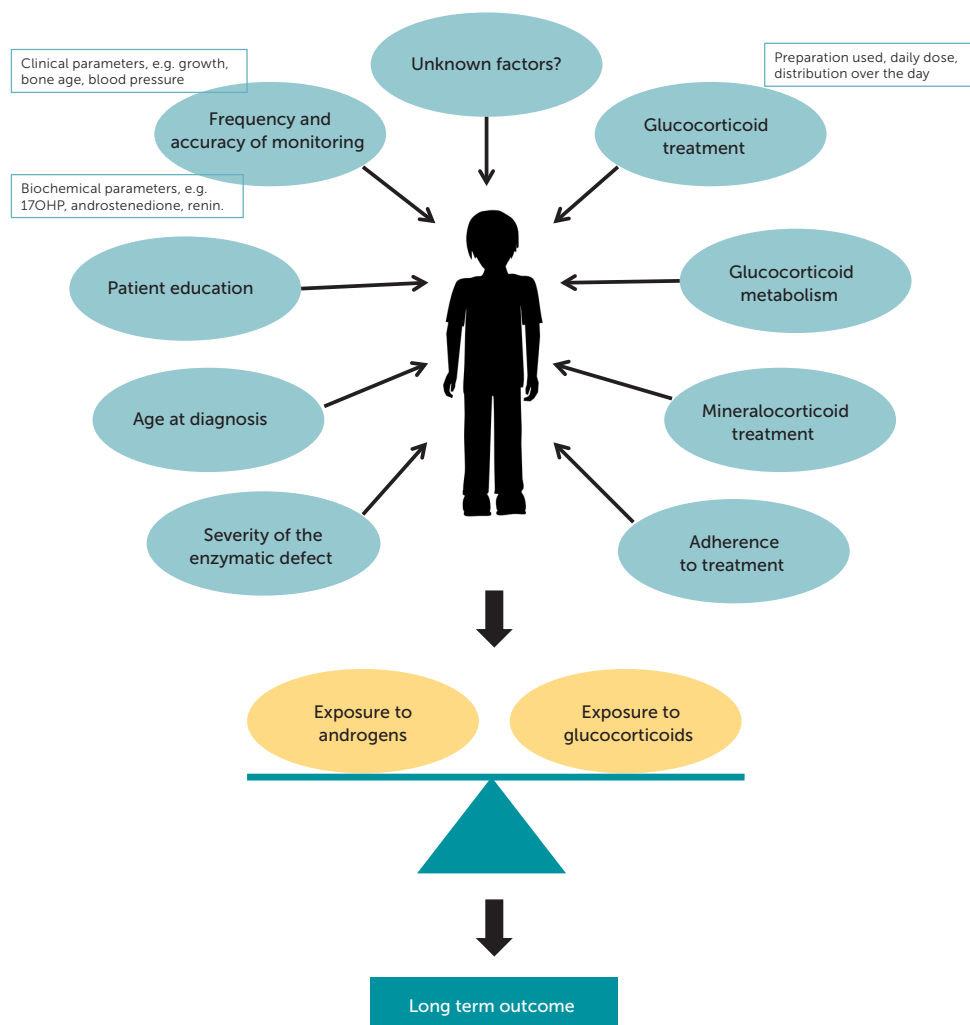 Unknown factors?
Clinical parameters, e.g. growth,
bone age, blood pressure
Preparation used, daily dose,
distribution over the day
Frequency and
accuracy of monitoring
Glucocorticoid
treatment
Biochemical parameters, e.g.
17OHP, androstenedione, renin.
Patient education
Glucocorticoid
metabolism
Age at diagnosis
Mineralocorticoid
treatment
Severity of the
enzymatic defect
Adherence
to treatment
Exposure to
androgens
Exposure to
glucocorticoids
Long term outcome